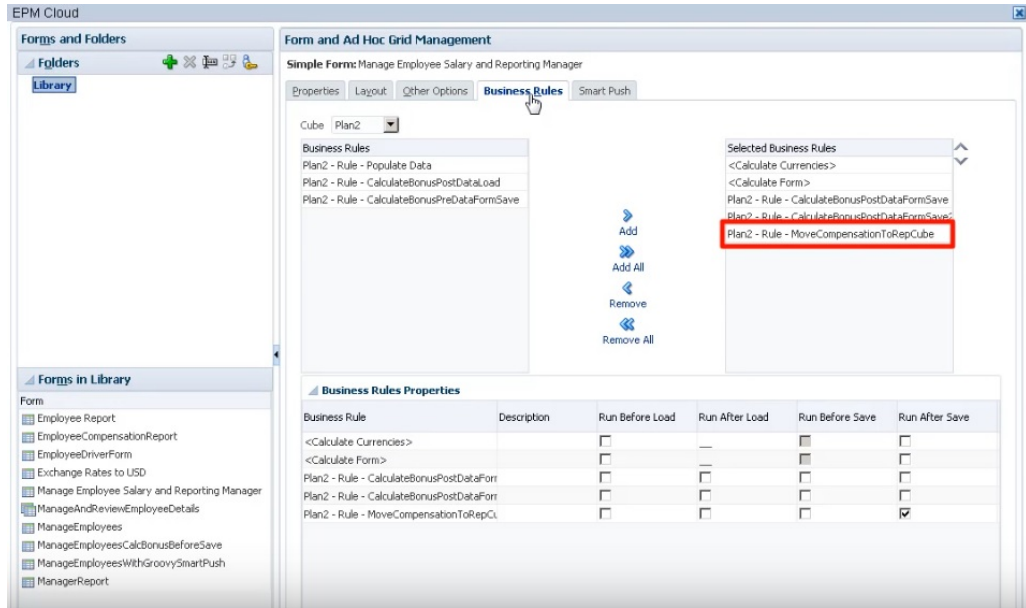 EPM Cloud
Forms and Folders
Folders
Library
Forms in Library
Form
Employee Report
EmployeeCompensationReport
EmployeeDriverForm
Exchange Rates to USD
Manage Employee Salary and Reporting Manager
ManageAndReviewEmployeeDetails
ManageEmployees
ManageEmployeesCalcBonusBeforeSave
ManageEmployeesWithGroovySmartPush
ManagerReport
Form and Ad Hoc Grid Management
Simple Form: Manage Employee Salary and Reporting Manager
Properties Layout Other Options Business Rules Smart Push
Cube Plan2
Business Rules
Plan2 - Rule - Populate Data
Plan2 - Rule - CalculateBonusPostDataLoad
Plan2 - Rule - CalculateBonusPreDataFormSave
Add
Add All
Remove
Remove All
Selected Business Rules
<Calculate Currencies>
<Calculate Form>
Plan2 - Rule - CalculateBonusPostDataFormSave
Plan2 - Rule - CalculateBonusPostDataFormSave2
Plan2 - Rule - MoveCompensationToRepCube
Business Rules Properties
Business Rule Description Run Before Load Run After Load Run Before Save Run After Save
<Calculate Currencies>
<Calculate Form>
Plan2 - Rule - CalculateBonusPostDataForm
Plan2 - Rule - CalculateBonusPostDataForm
Plan2 - Rule - MoveCompensationToRepCu